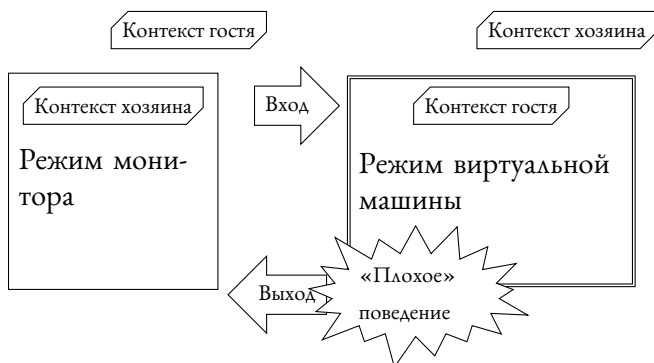 Контекст гостя
Контекст хозяина
Контекст хозяина
Вход
Контекст гостя
Режим мони-
тора
Режим виртуальной
машины
Выход
«Плохое»
поведение